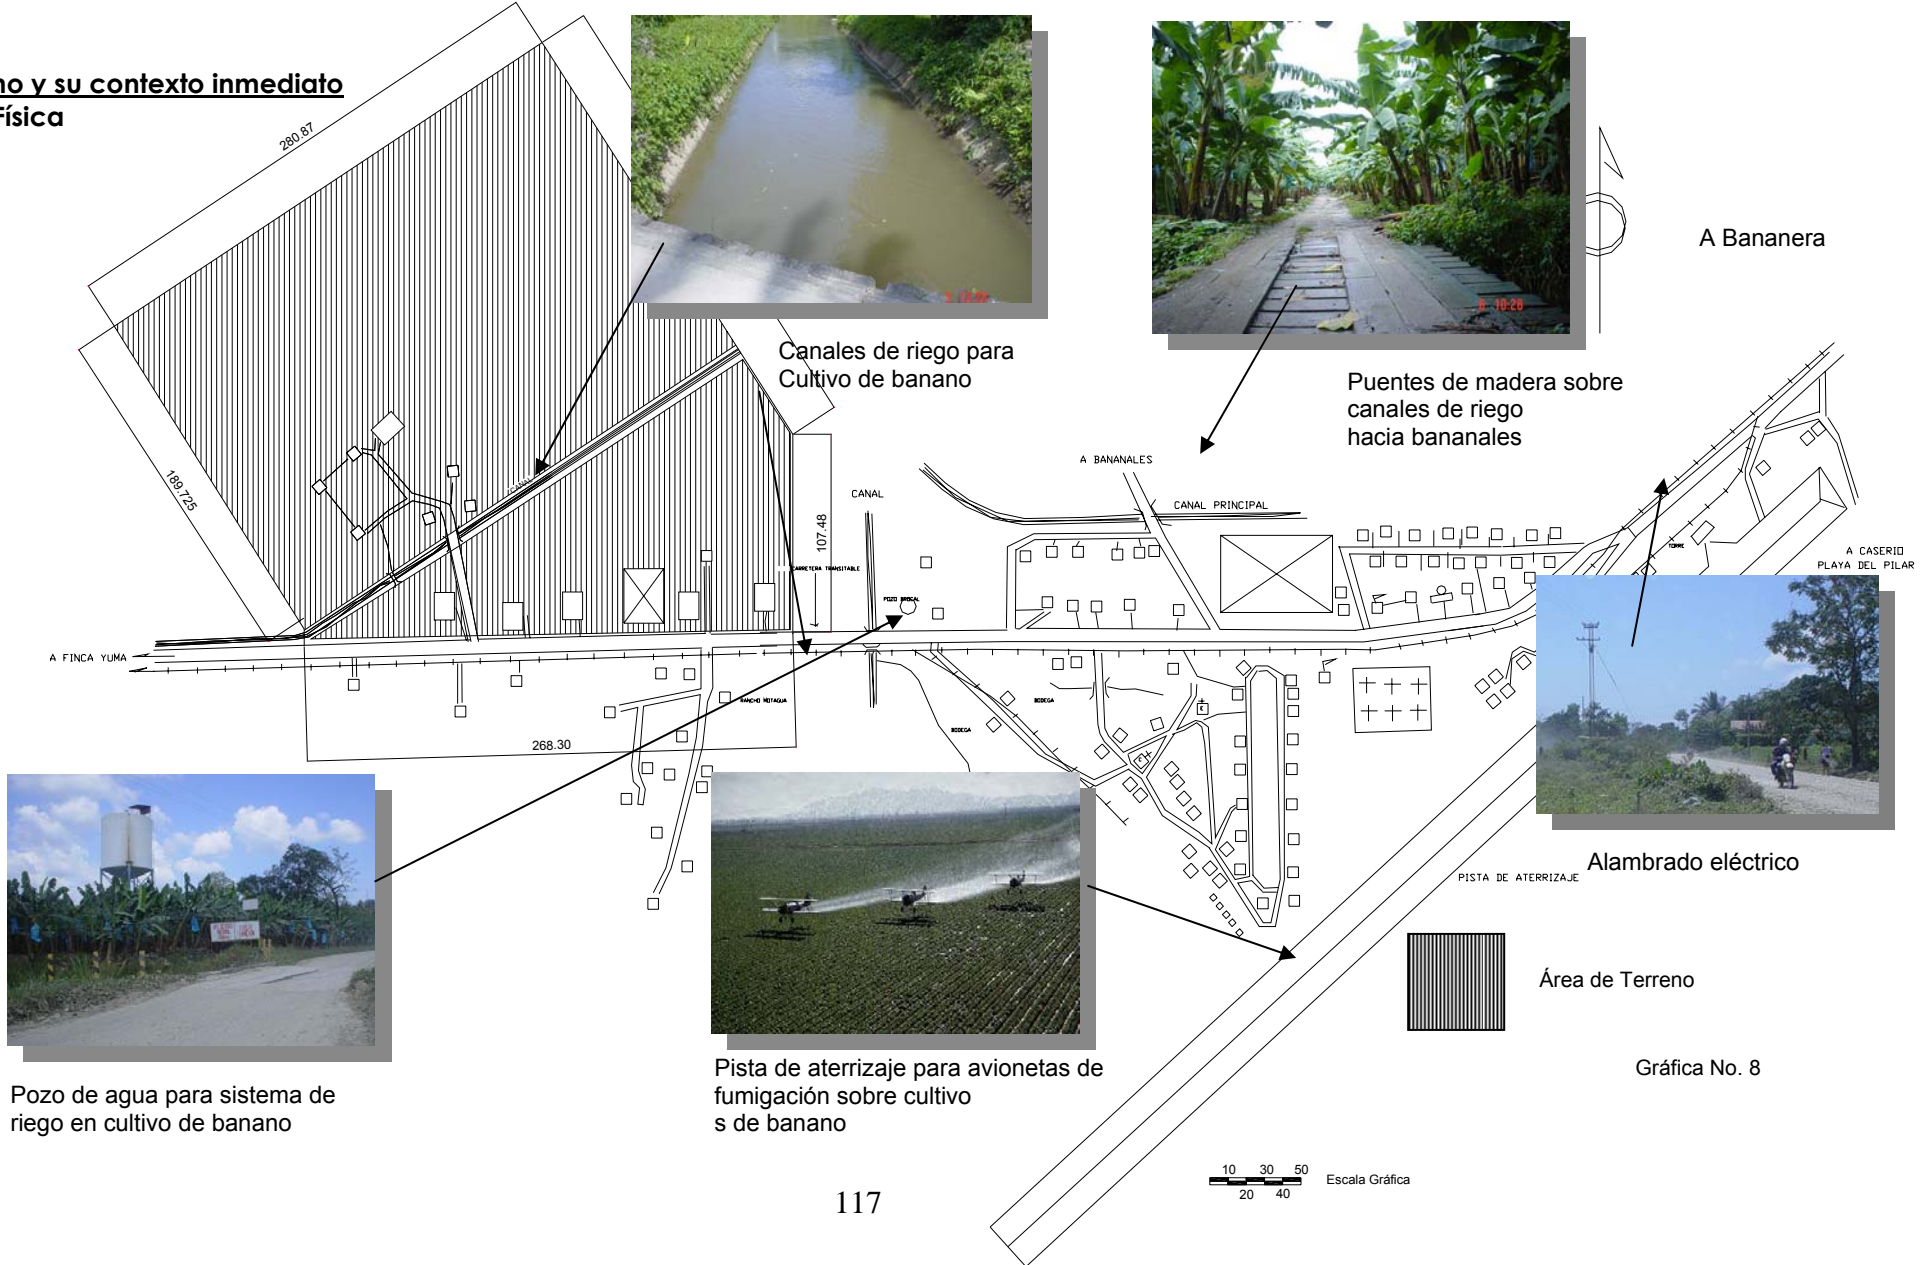 no y su contexto inmediato
Física
280.87
189.725
CANAL
107.48
268.30
Canales de riego para
Cultivo de banano
Puentes de madera sobre
canales de riego
hacia bananales
A Bananera
A BANANALES
CANAL
CANAL PRINCIPAL
CARRETERA TRANSITABLE
TORRE
A CASERIO
PLAYA DEL PILAR
A FINCA YUMA
RANCHO MOTAGUA
BODEGA
BODEGA
E
E
PISTA DE ATERRIZAJE
Alambrado eléctrico
Área de Terreno
Gráfica No. 8
Pozo de agua para sistema de
riego en cultivo de banano
Pista de aterrizaje para avionetas de
fumigación sobre cultivo
s de banano
10 30 50
20 40
Escala Gráfica
117